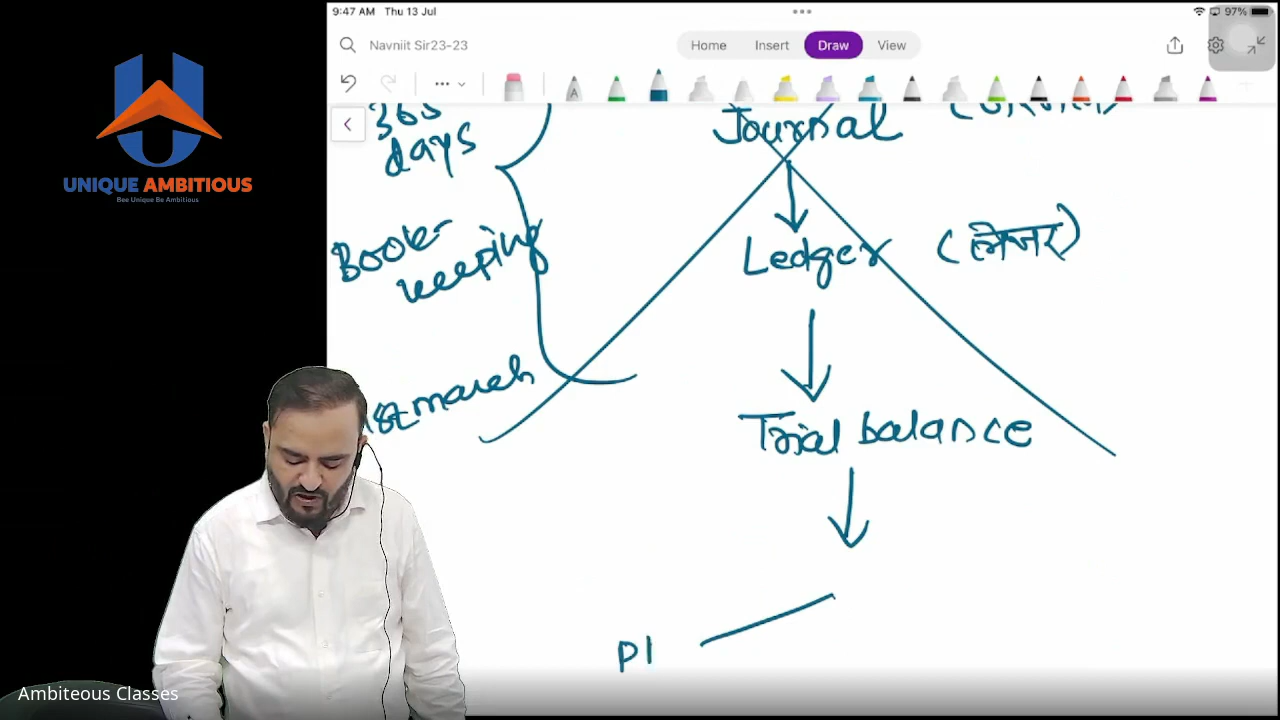 9:47 AM Thu 13 Jul
97%
Navniit Sir23-23
Home Insert Draw View
UNIQUE AMBITIOUS
Bee Unique Be Ambitious
365
days
Journal
Book-
keeping
Ledger (लेजर)
march
Trial balance
Pl
Ambiteous Classes